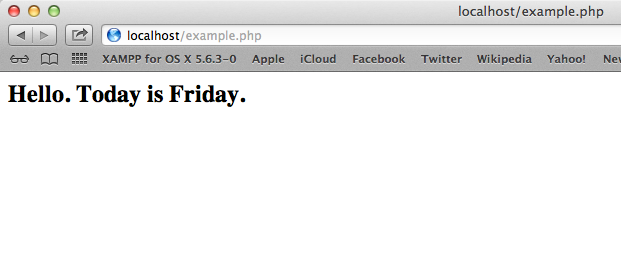 localhost/example.php
localhost/example.php
XAMPP for OS X 5.6.3-0 Apple iCloud Facebook Twitter Wikipedia Yahoo!
Hello. Today is Friday.